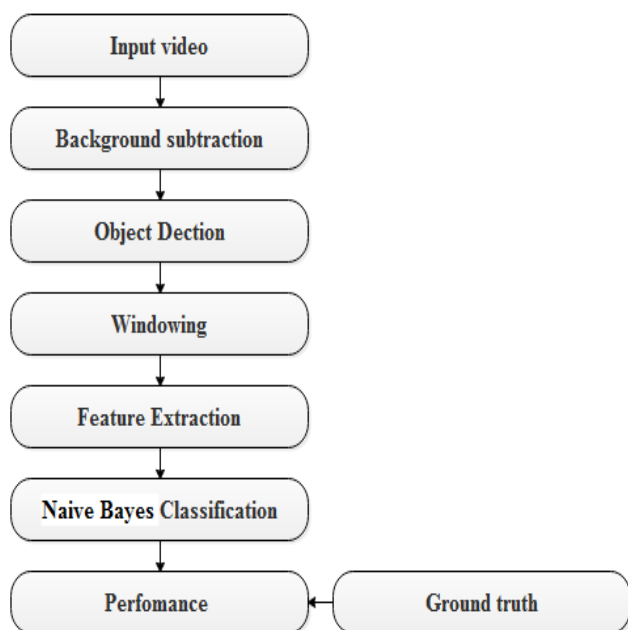 Input video
Background subtraction
Object Dection
Windowing
Feature Extraction
Naive Bayes Classification
Perfomance
Ground truth